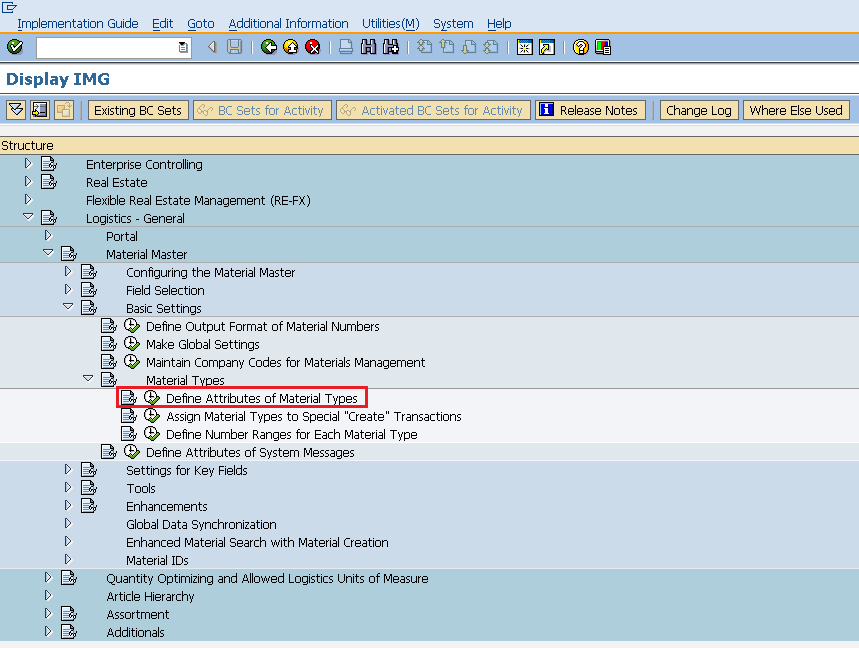 Implementation Guide Edit Goto Additional Information Utilities(M) System Help
Display IMG
Existing BC Sets BC Sets for Activity Activated BC Sets for Activity Release Notes Change Log Where Else Used
Structure
Enterprise Controlling
Real Estate
Flexible Real Estate Management (RE-FX)
Logistics - General
Portal
Material Master
Configuring the Material Master
Field Selection
Basic Settings
Define Output Format of Material Numbers
Make Global Settings
Maintain Company Codes for Materials Management
Material Types
Define Attributes of Material Types
Assign Material Types to Special "Create" Transactions
Define Number Ranges for Each Material Type
Define Attributes of System Messages
Settings for Key Fields
Tools
Enhancements
Global Data Synchronization
Enhanced Material Search with Material Creation
Material IDs
Quantity Optimizing and Allowed Logistics Units of Measure
Article Hierarchy
Assortment
Additionals